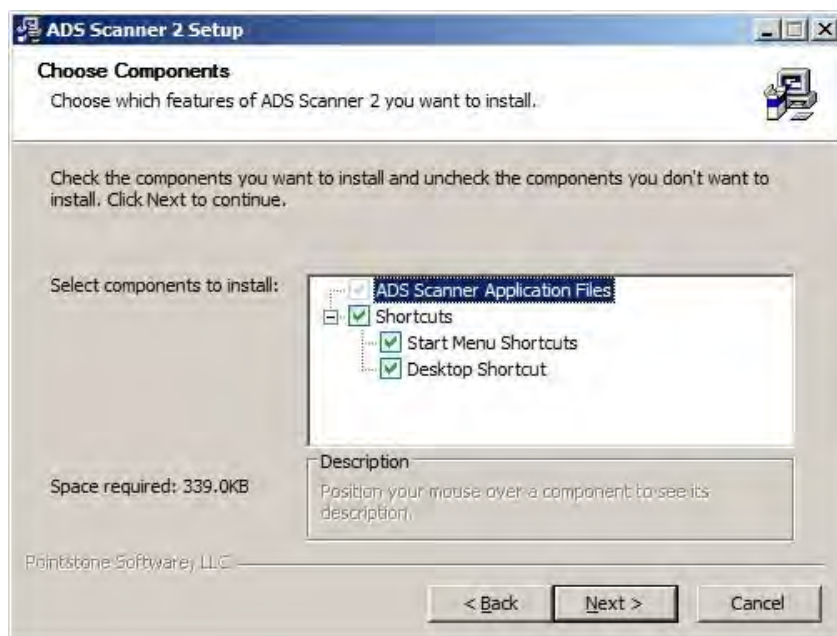 ADS Scanner 2 Setup
Choose Components
Choose which features of ADS Scanner 2 you want to install.
Check the components you want to install and uncheck the components you don't want to
install. Click Next to continue.
Select components to install:
ADS Scanner Application Files
Shortcuts
Start Menu Shortcuts
Desktop Shortcut
Space required: 339.0KB
Description
Position your mouse over a component to see its
description.
Pointstone Software, LLC
< Back
Next >
Cancel